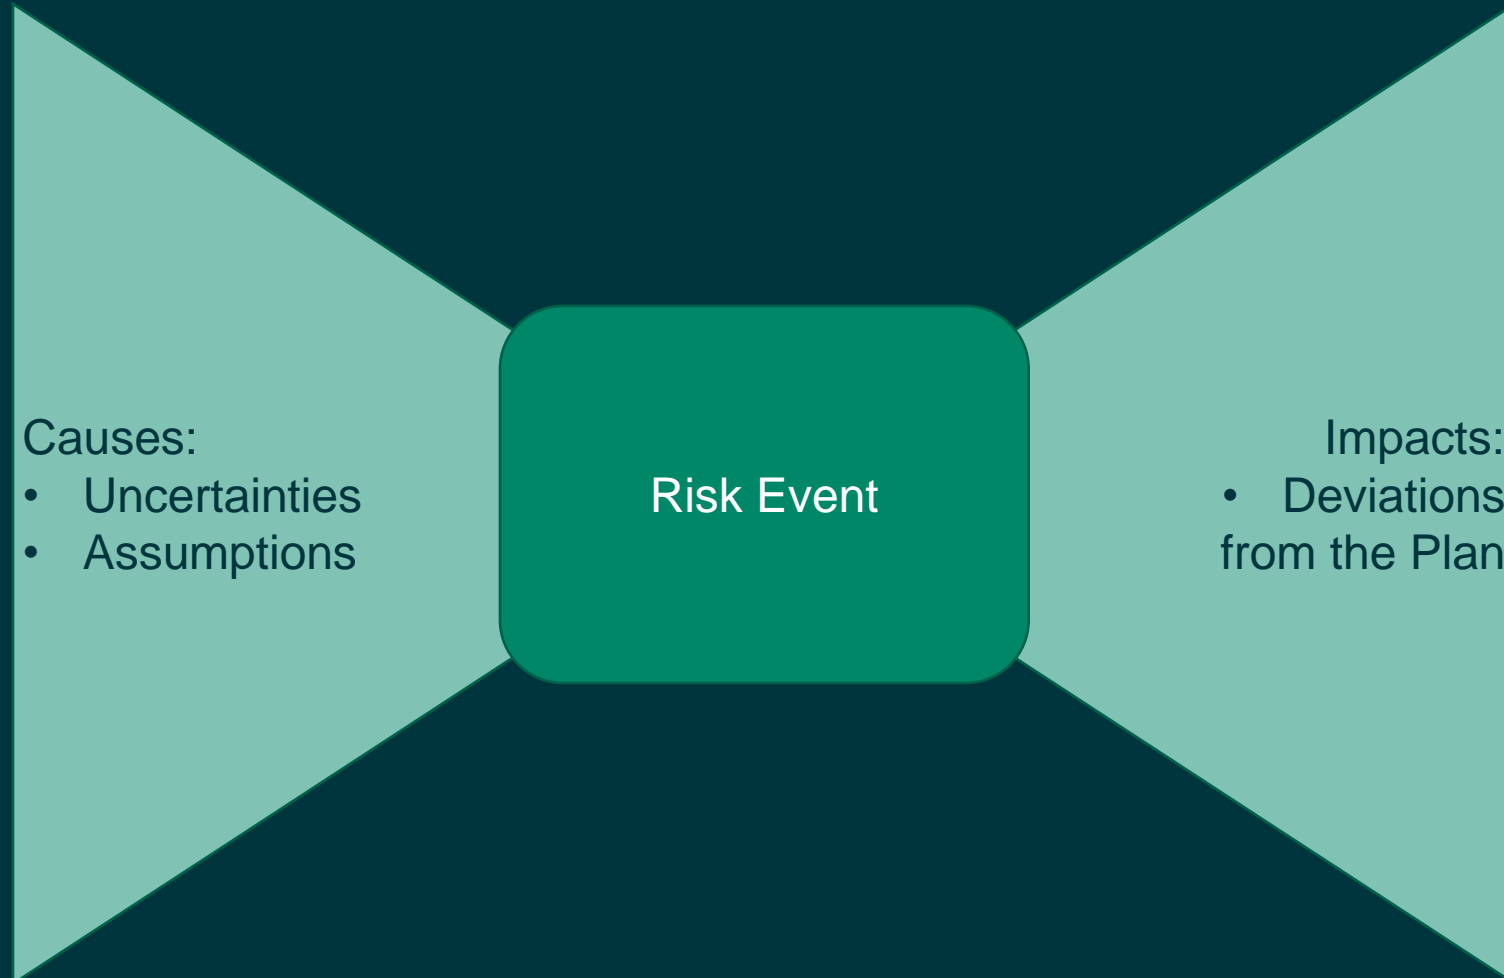 Causes:
• Uncertainties
• Assumptions
Risk Event
Impacts:
• Deviations
from the Plan